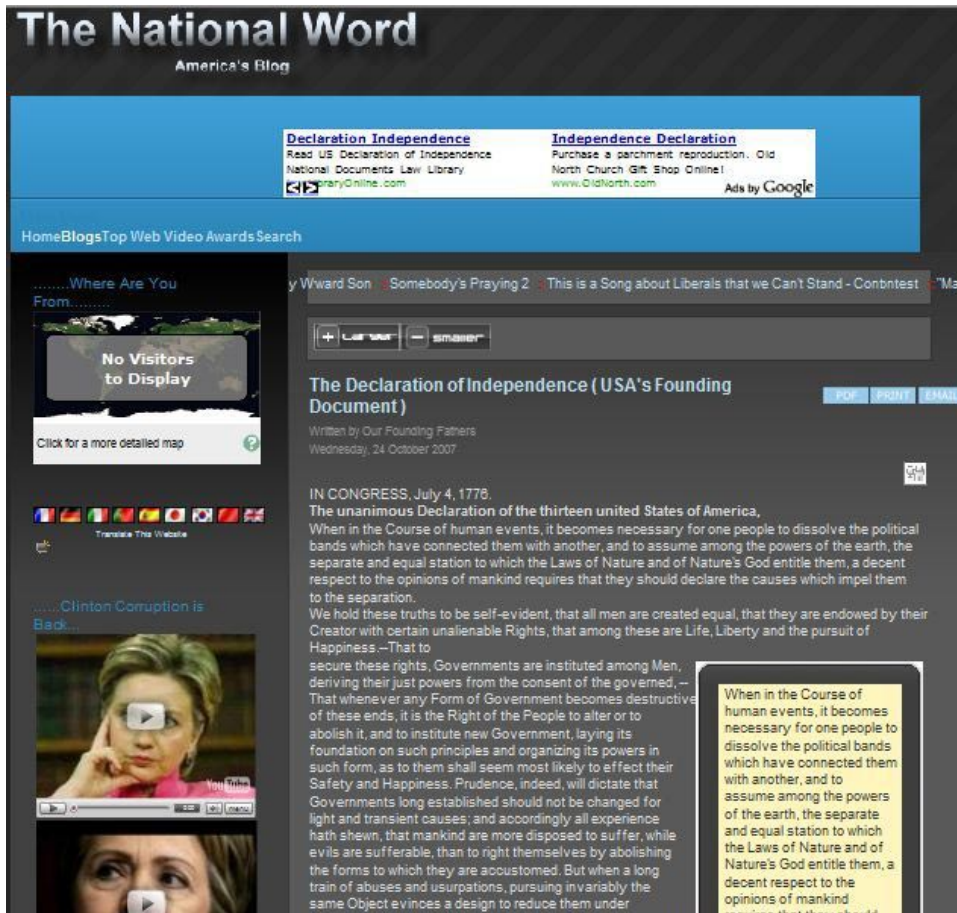 The National Word
America's Blog
Declaration Independence
Read US Declaration of Independence
National Documents Law Library
raryOnline.com
Independence Declaration
Purchase a parchment reproduction. Old
North Church Gift Shop Online!
www.OldNorth.com
Ads by Google
Home Blogs Top Web Video Awards Search
........Where Are You
From.........
No Visitors
to Display
Click for a more detailed map
?
Translate This Website
......Clinton Corruption is
Back...
YouTube
menu
y Wward Son : Somebody's Praying 2 : This is a Song about Liberals that we Can't Stand - Conbntest : "Ma
+ Larger - smaller
The Declaration of Independence ( USA's Founding
Document )
PDF PRINT EMAIL
Written by Our Founding Fathers
Wednesday, 24 October 2007
IN CONGRESS, July 4, 1776.
The unanimous Declaration of the thirteen united States of America,
When in the Course of human events, it becomes necessary for one people to dissolve the political
bands which have connected them with another, and to assume among the powers of the earth, the
separate and equal station to which the Laws of Nature and of Nature's God entitle them, a decent
respect to the opinions of mankind requires that they should declare the causes which impel them
to the separation.
We hold these truths to be self-evident, that all men are created equal, that they are endowed by their
Creator with certain unalienable Rights, that among these are Life, Liberty and the pursuit of
Happiness.--That to
secure these rights, Governments are instituted among Men,
deriving their just powers from the consent of the governed, --
That whenever any Form of Government becomes destructive
of these ends, it is the Right of the People to alter or to
abolish it, and to institute new Government, laying its
foundation on such principles and organizing its powers in
such form, as to them shall seem most likely to effect their
Safety and Happiness. Prudence, indeed, will dictate that
Governments long established should not be changed for
light and transient causes; and accordingly all experience
hath shewn, that mankind are more disposed to suffer, while
evils are sufferable, than to right themselves by abolishing
the forms to which they are accustomed. But when a long
train of abuses and usurpations, pursuing invariably the
same Object evinces a design to reduce them under
When in the Course of
human events, it becomes
necessary for one people to
dissolve the political bands
which have connected them
with another, and to
assume among the powers
of the earth, the separate
and equal station to which
the Laws of Nature and of
Nature's God entitle them, a
decent respect to the
opinions of mankind
requires that they should